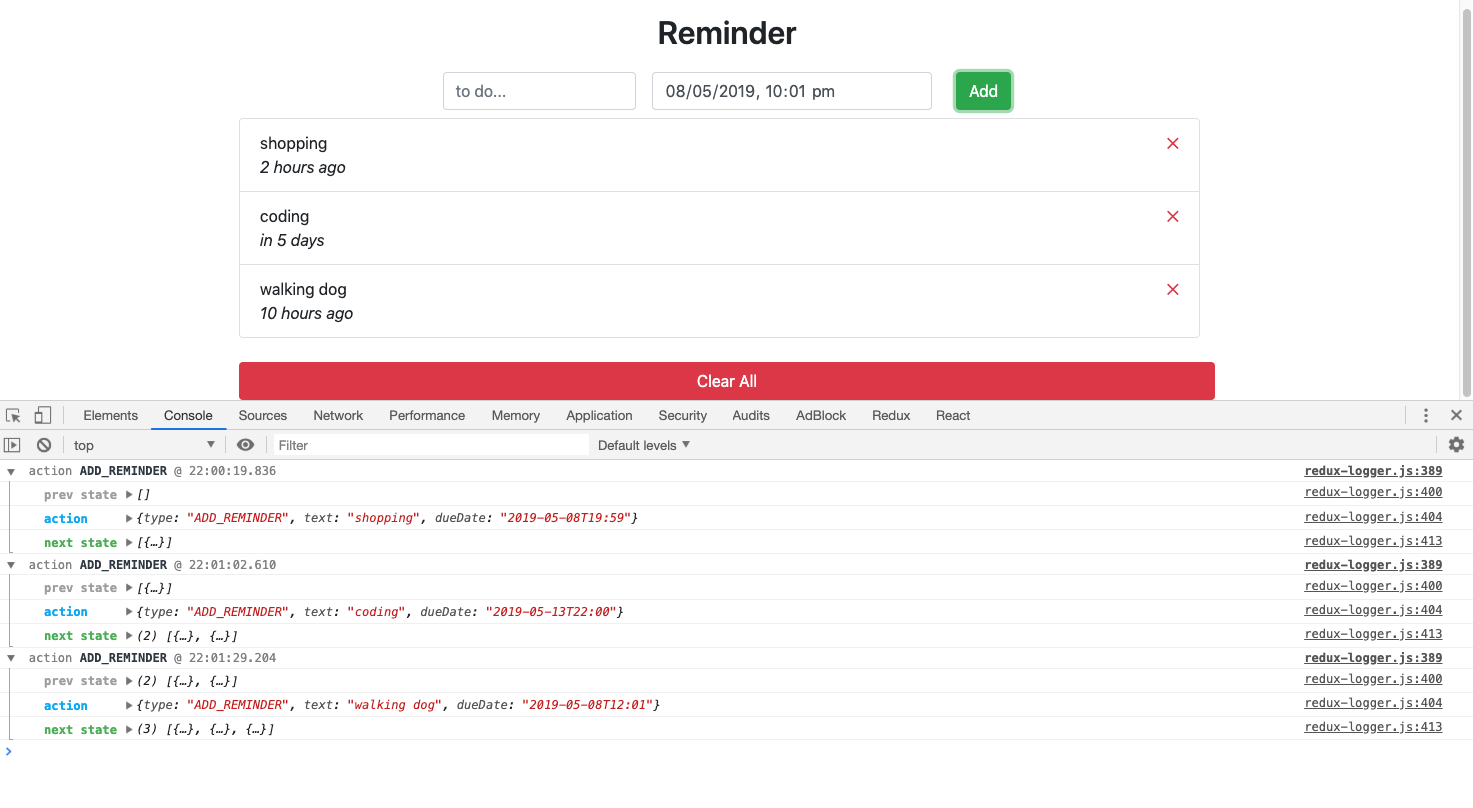 Reminder
to do...
08/05/2019, 10:01 pm
Add
shopping
2 hours ago
coding
in 5 days
walking dog
10 hours ago
Clear All
Elements Console Sources Network Performance Memory Application Security Audits AdBlock Redux React
top Filter Default levels
action ADD_REMINDER @ 22:00:19.836 redux-logger.js:389
prev state [] redux-logger.js:400
action {type: "ADD_REMINDER", text: "shopping", dueDate: "2019-05-08T19:59"} redux-logger.js:404
next state [{…}] redux-logger.js:413
action ADD_REMINDER @ 22:01:02.610 redux-logger.js:389
prev state [{…}] redux-logger.js:400
action {type: "ADD_REMINDER", text: "coding", dueDate: "2019-05-13T22:00"} redux-logger.js:404
next state (2) [{…}, {…}] redux-logger.js:413
action ADD_REMINDER @ 22:01:29.204 redux-logger.js:389
prev state (2) [{…}, {…}] redux-logger.js:400
action {type: "ADD_REMINDER", text: "walking dog", dueDate: "2019-05-08T12:01"} redux-logger.js:404
next state (3) [{…}, {…}, {…}] redux-logger.js:413